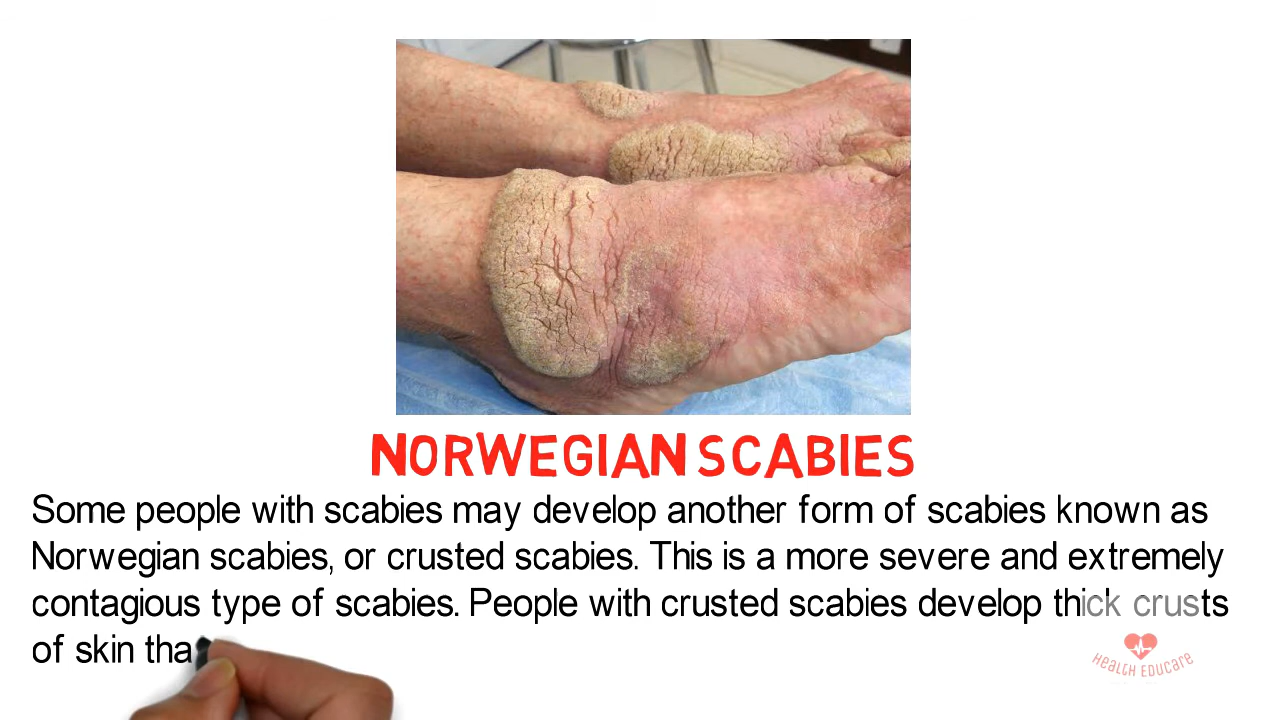 NORWEGIAN SCABIES
Some people with scabies may develop another form of scabies known as
Norwegian scabies, or crusted scabies. This is a more severe and extremely
contagious type of scabies. People with crusted scabies develop thick crusts
of skin tha
HEALTH EDUCARE